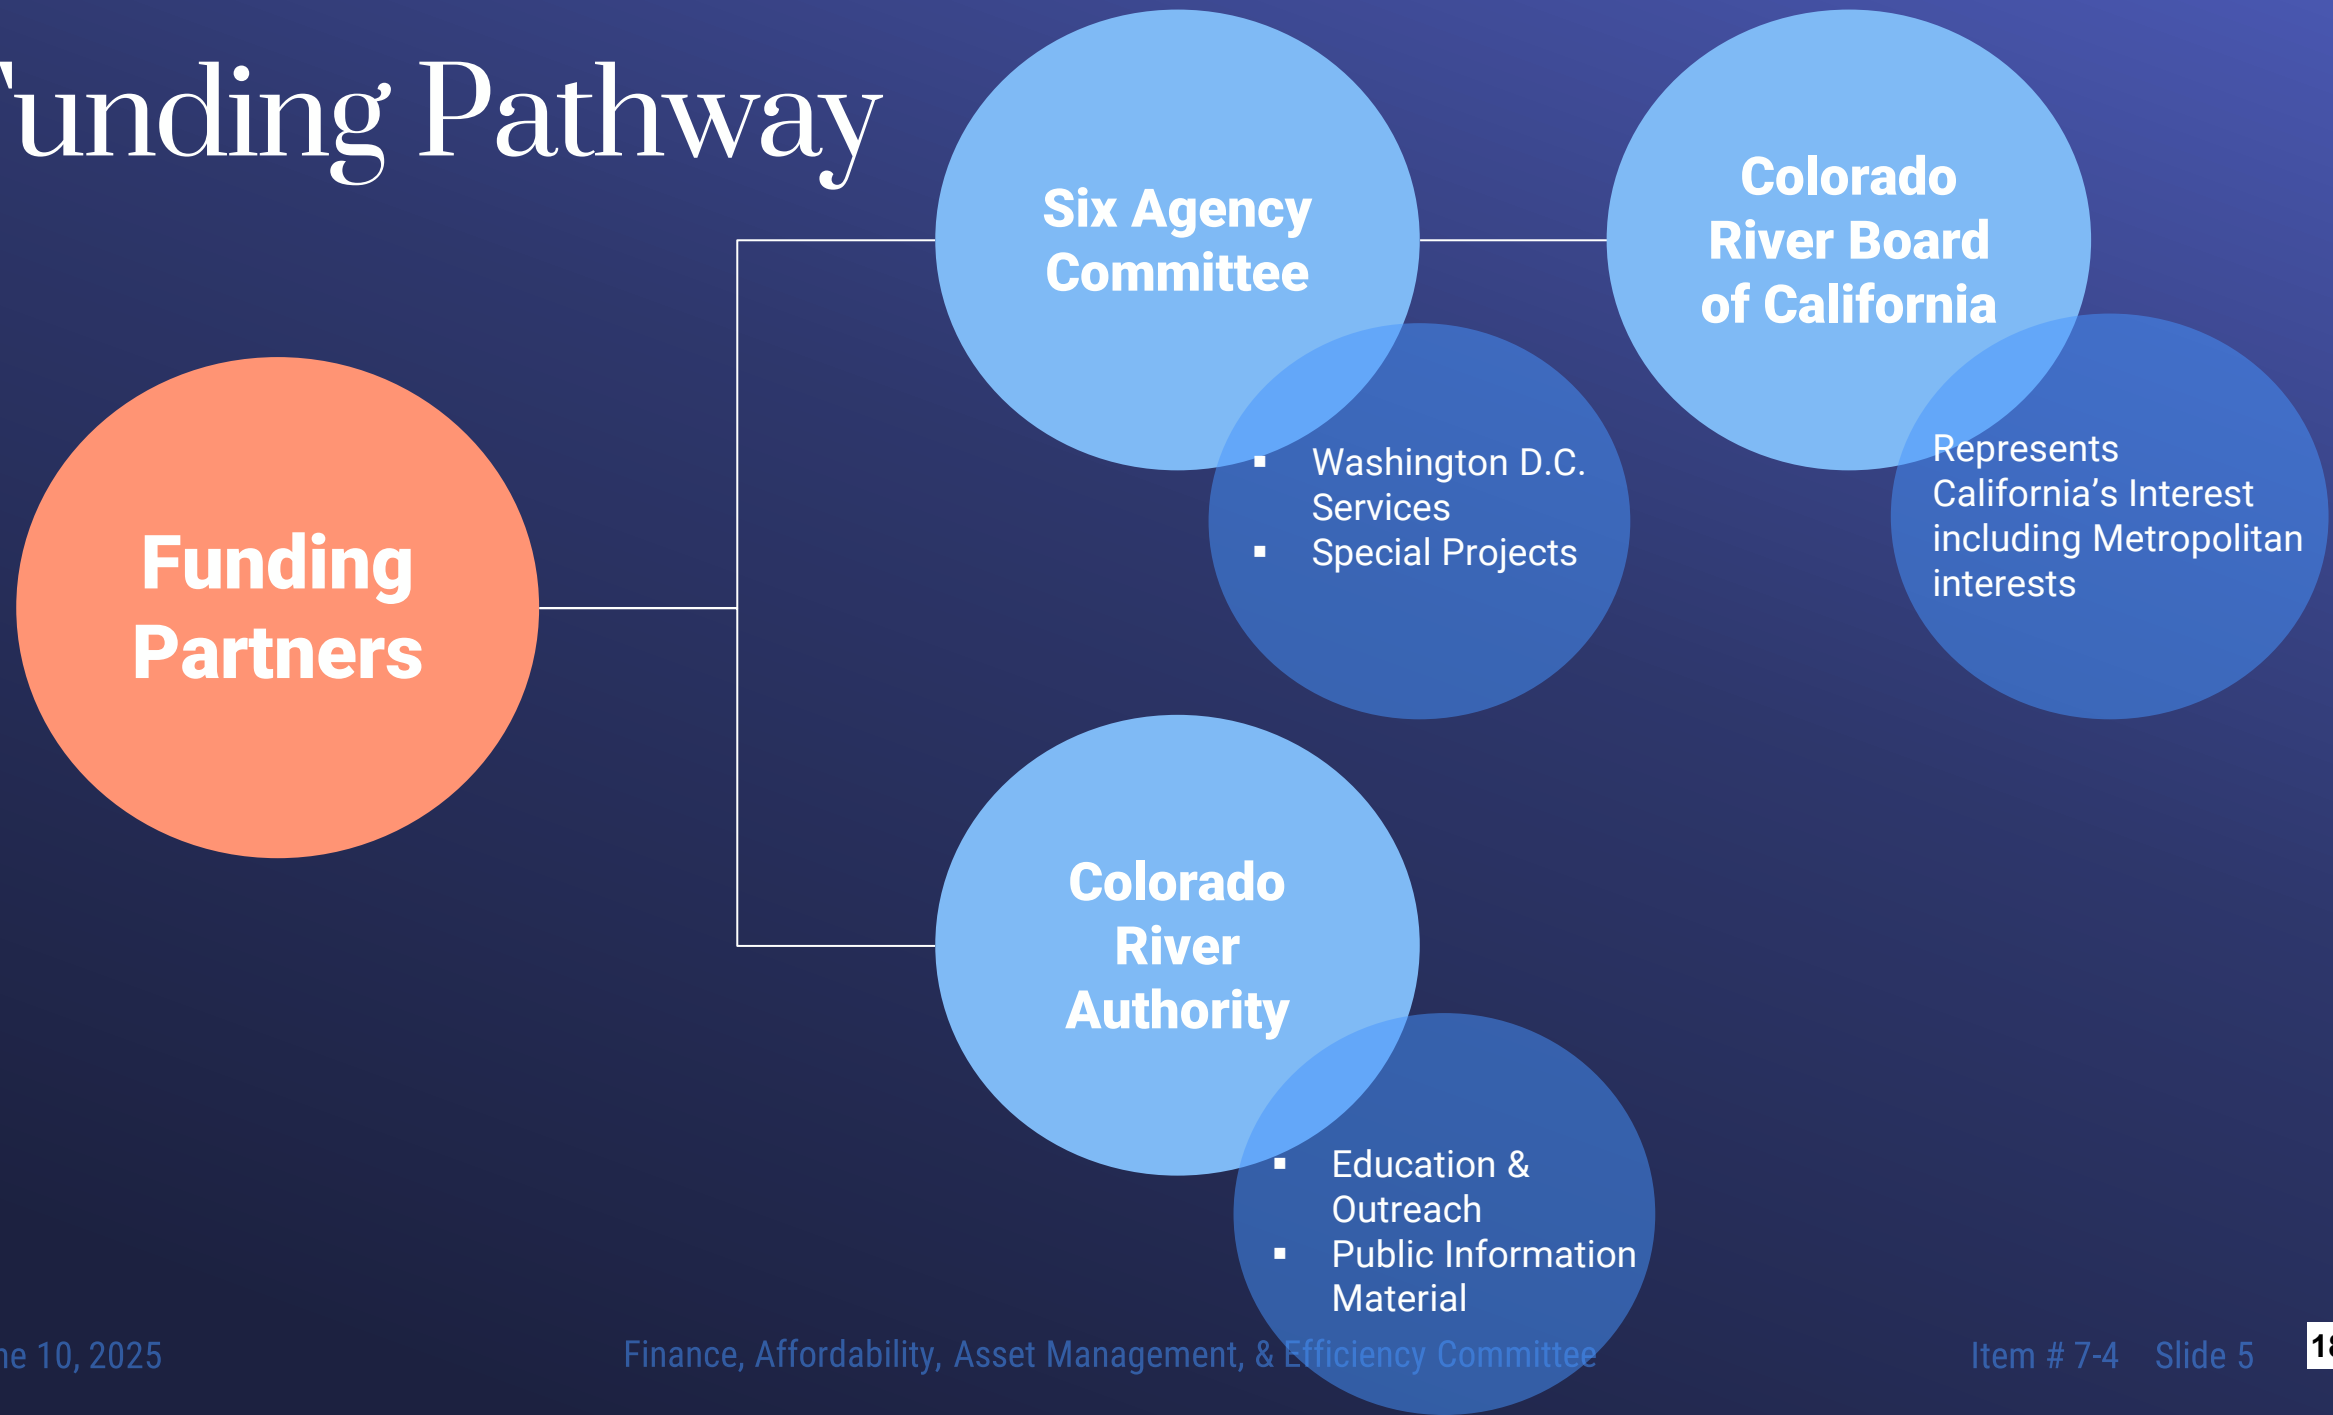 unding Pathway
Six Agency
Committee
Colorado
River Board
of California
Washington D.C.
Services
▪ Special Projects
Represents
California’s Interest
including Metropolitan
interests
Funding
Partners
Colorado
River
Authority
▪ Education &
Outreach
▪ Public Information
Material
10, 2025
Finance, Affordability, Asset Management, & Efficiency Committee
Item # 7-4 Slide 5